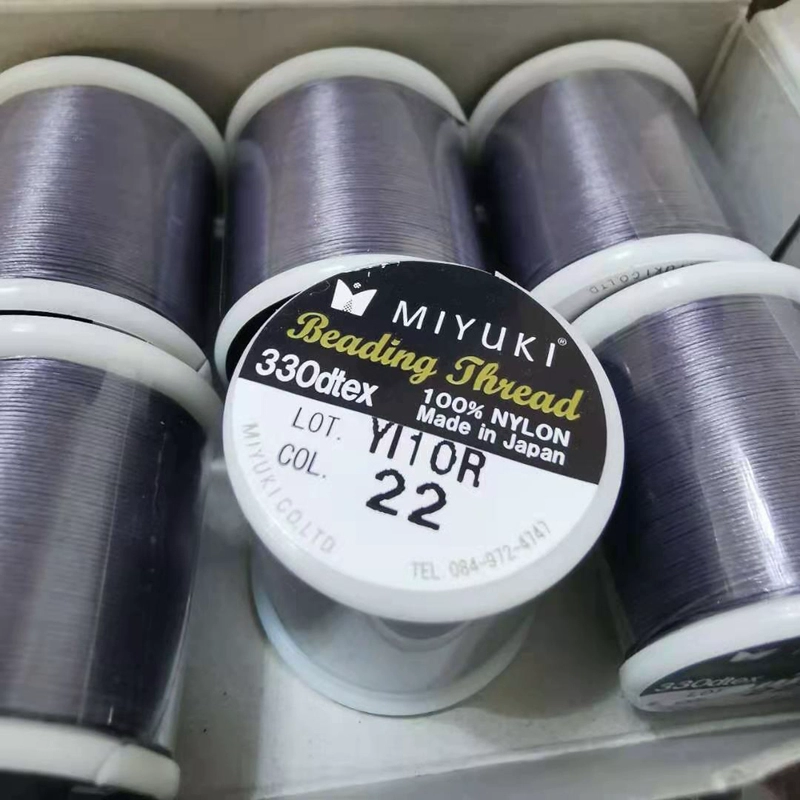 MIYUKI®
Beading Thread
330dtex
100% NYLON
Made in Japan
LOT. YI10R
COL. 22
MIYUKI CO.LTD
TEL 084-972-4747
330dtex